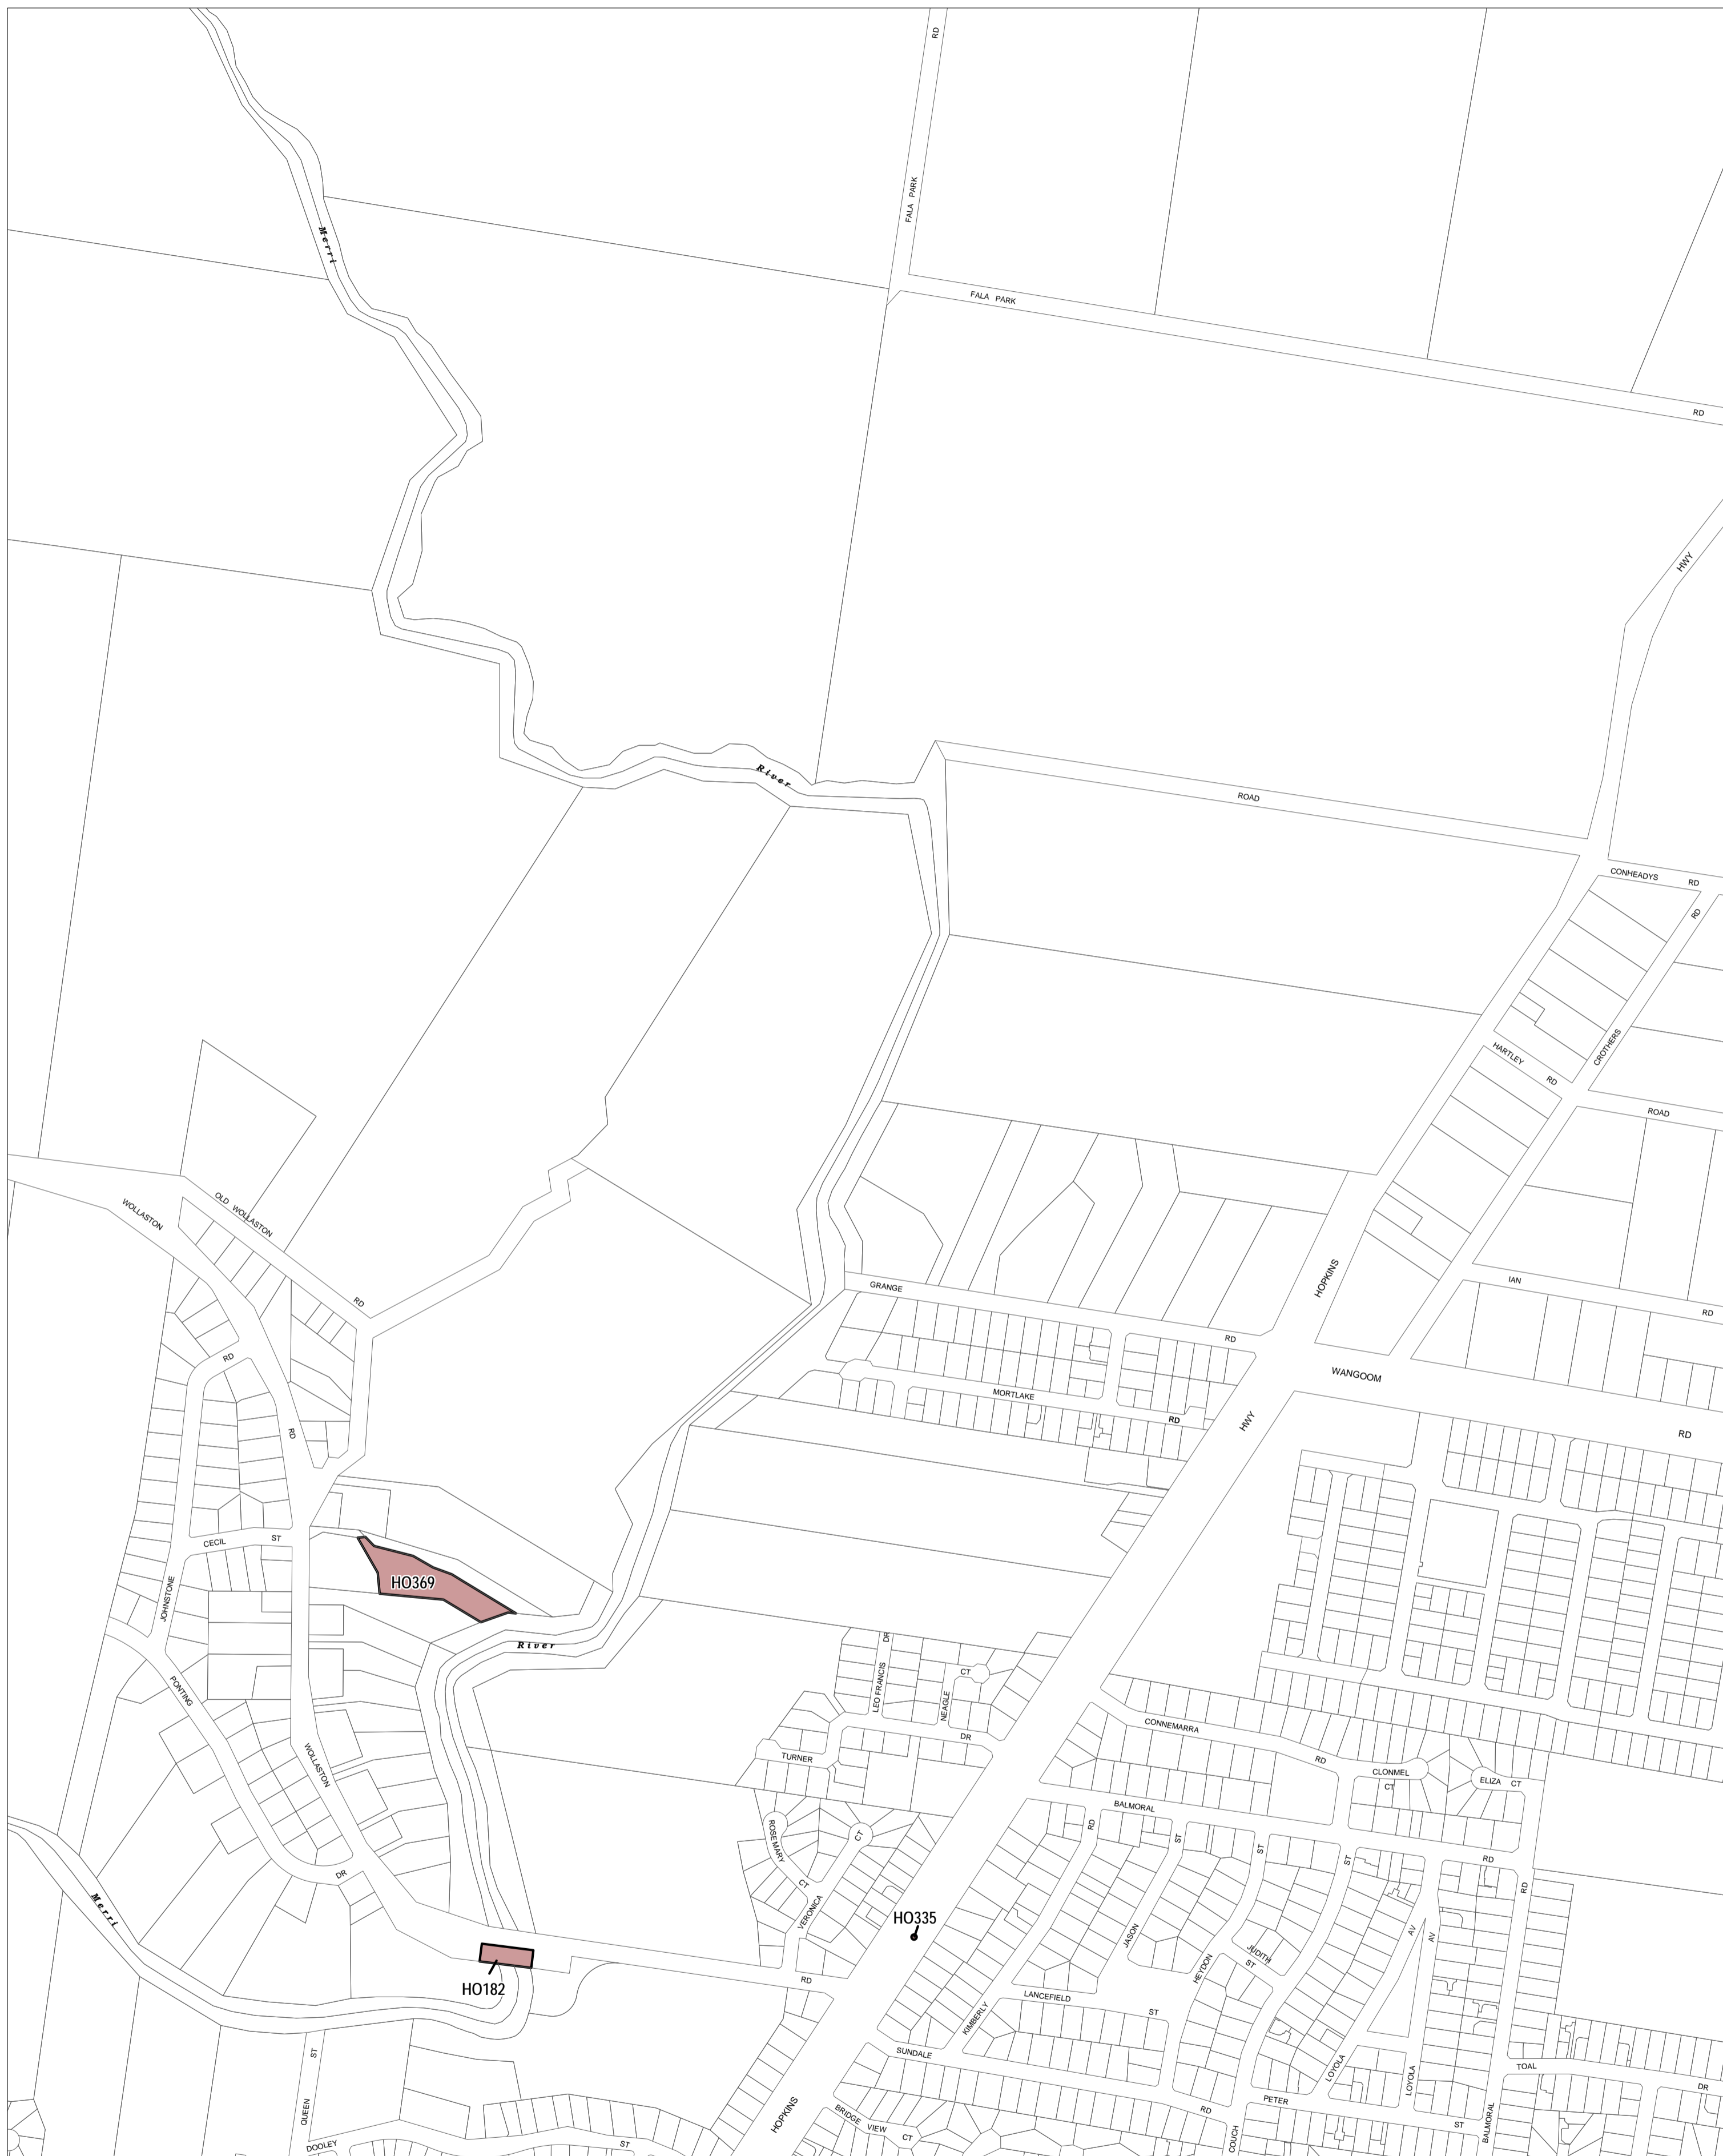 RD
FALA PARK
Merri
FALA PARK
RD
HWY
River
ROAD
CONHEADYS RD
RD
CROTHERS
HARTLEY RD
ROAD
WOLLASTON
OLD WOLLASTON
RD
HOPKINS
IAN
RD
GRANGE
RD
WANGOOM
RD
MORTLAKE
RD
HWY
RD
RD
CECIL ST
JOHNSTONE
HO369
River
PONTING
WOLLASTON
DR
LEO FRANCIS
NEAGLE
CT
DR
TURNER
CONNEMARRA
RD
CLONMEL
CT
ELIZA CT
BALMORAL
RD
ROSEMARY
CT
CT
VERONICA
RD
ST
ST
ST
RD
DR
Merri
HO335
AV
AV
JASON
JUDITH
ST
HEYDON
HO182
RD
LANCEFIELD
ST
KIMBERLY
SUNDALE
RD
LOYOLA
LOYOLA
TOAL
DR
PETER
ST
BALMORAL
COUCH
ST
QUEEN
DOOLEY
ST
HOPKINS
BRIDGE VIEW CT